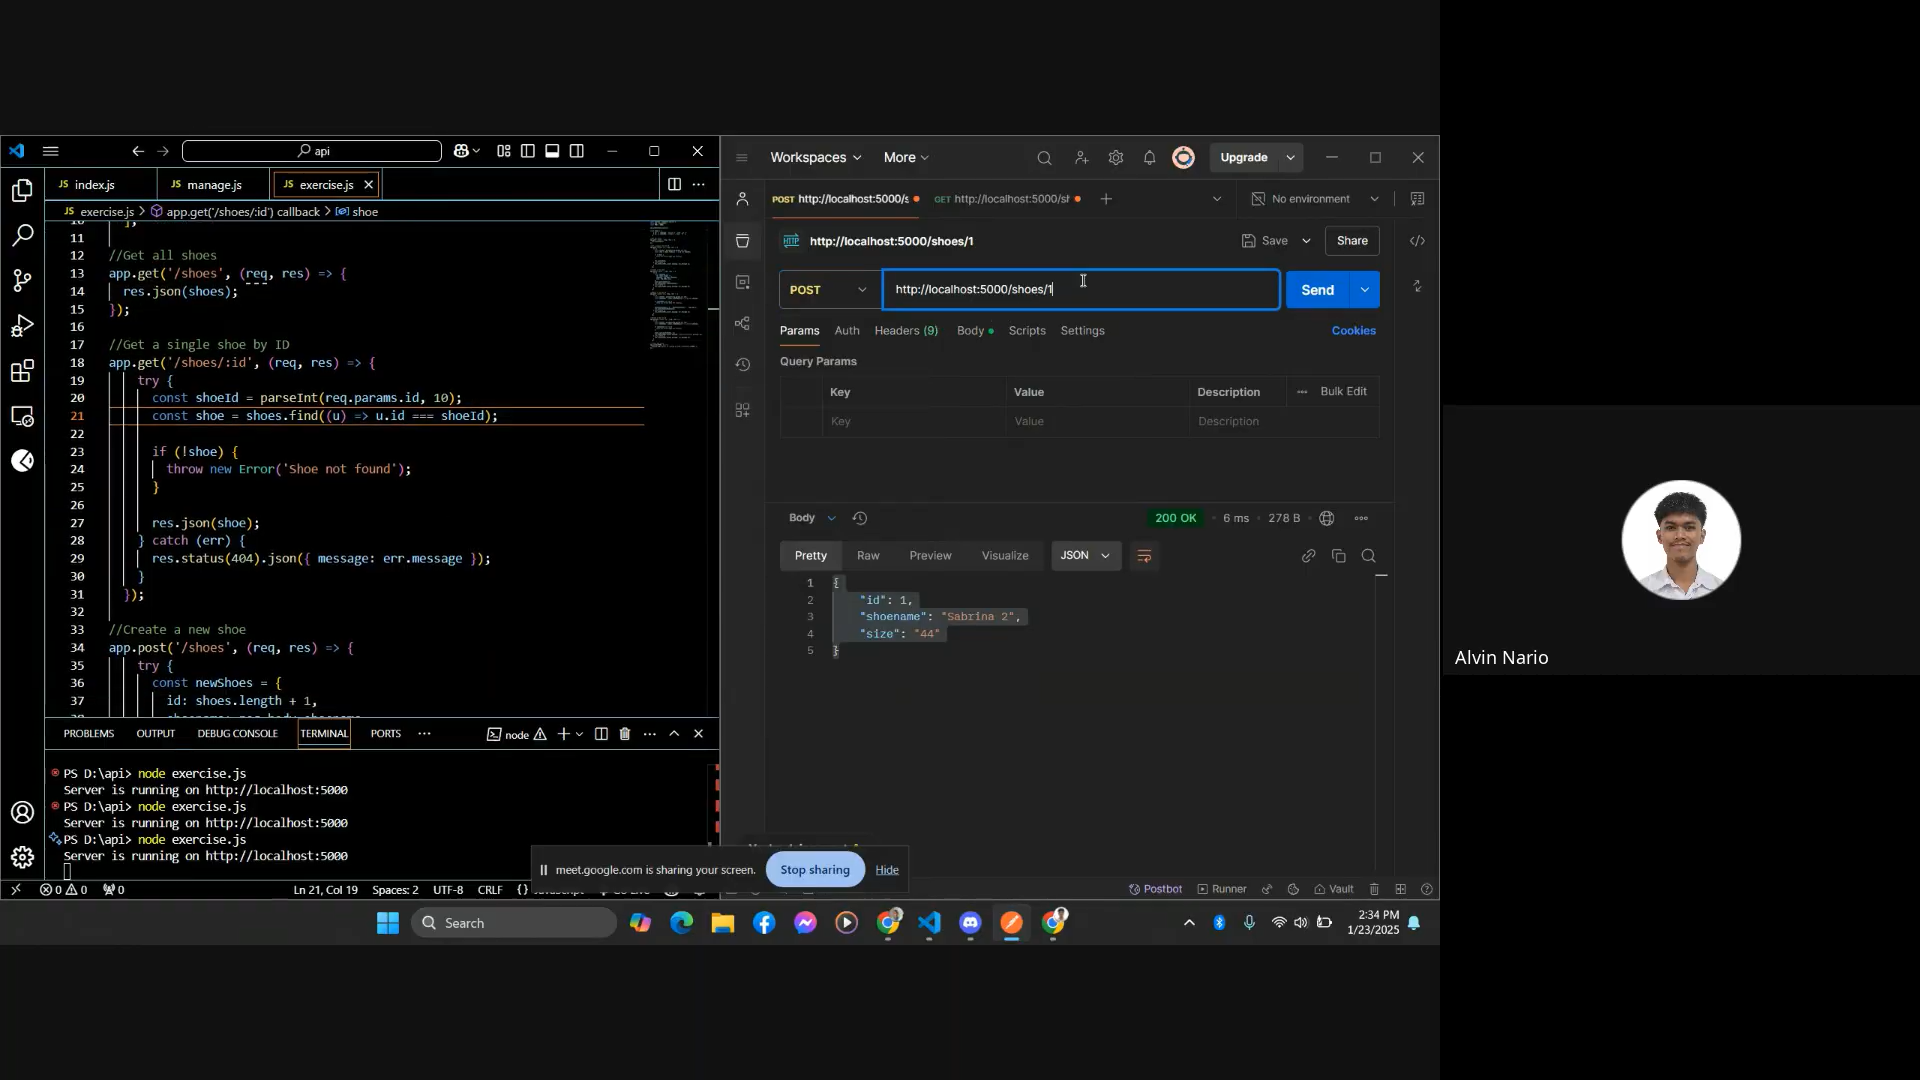 api
JS index.js
JS manage.js
JS exercise.js
JS exercise.js > app.get('/shoes/:id') callback > shoe
11
12 //Get all shoes
13 app.get('/shoes', (req, res) => {
14 res.json(shoes);
15 });
16
17 //Get a single shoe by ID
18 app.get('/shoes/:id', (req, res) => {
19 try {
20 const shoeId = parseInt(req.params.id, 10);
21 const shoe = shoes.find((u) => u.id === shoeId);
22
23 if (!shoe) {
24 throw new Error('Shoe not found');
25 }
26
27 res.json(shoe);
28 } catch (err) {
29 res.status(404).json({ message: err.message });
30 }
31 });
32
33 //Create a new shoe
34 app.post('/shoes', (req, res) => {
35 try {
36 const newShoes = {
37 id: shoes.length + 1,
PROBLEMS OUTPUT DEBUG CONSOLE TERMINAL PORTS ... node
PS D:\api> node exercise.js
Server is running on http://localhost:5000
PS D:\api> node exercise.js
Server is running on http://localhost:5000
PS D:\api> node exercise.js
Server is running on http://localhost:5000
0 0 0 Ln 21, Col 19 Spaces: 2 UTF-8 CRLF {}
Workspaces More Upgrade
POST http://localhost:5000/s GET http://localhost:5000/sh + No environment
HTTP http://localhost:5000/shoes/1 Save Share
POST http://localhost:5000/shoes/1 Send
Params Auth Headers (9) Body Scripts Settings Cookies
Query Params
Key Value Description ... Bulk Edit
Key Value Description
Body 200 OK 6 ms 278 B
Pretty Raw Preview Visualize JSON
1 {
2 "id": 1,
3 "shoename": "Sabrina 2",
4 "size": "44"
5 }
meet.google.com is sharing your screen. Stop sharing Hide
Postbot Runner Vault
Search
2:34 PM
1/23/2025
Alvin Nario